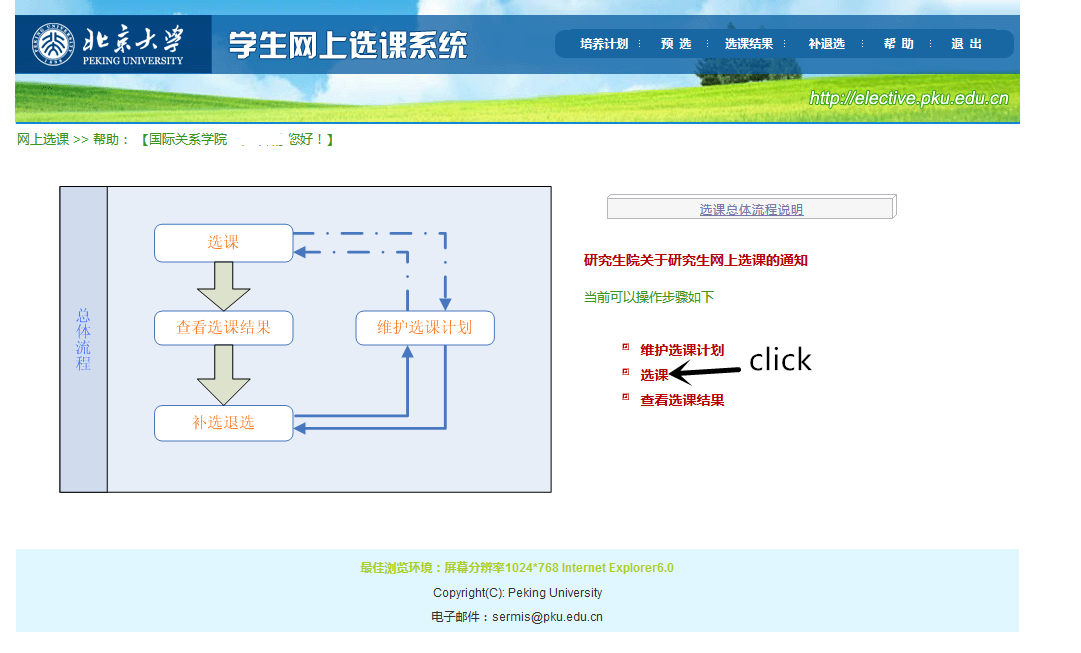 北京大学
PEKING UNIVERSITY
学生网上选课系统
培养计划 ： 预 选 ： 选课结果 ： 补退选 ： 帮 助 ： 退 出
http://elective.pku.edu.cn
网上选课 >> 帮助： 【国际关系学院 您好！】
总体流程
选课
查看选课结果
维护选课计划
补选退选
选课总体流程说明
研究生院关于研究生网上选课的通知
当前可以操作步骤如下
维护选课计划
选课
click
查看选课结果
最佳浏览环境：屏幕分辨率1024*768 Internet Explorer6.0
Copyright(C): Peking University
电子邮件：sermis@pku.edu.cn